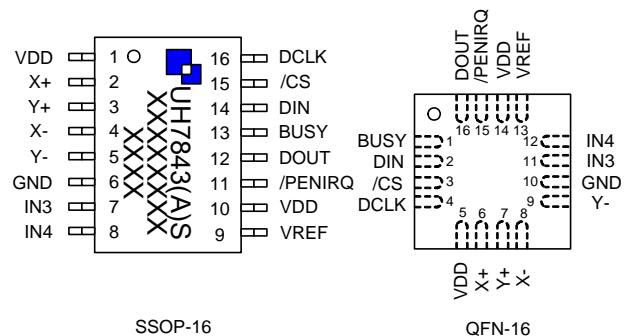 VDD 1 16 DCLK
X+ 2 15 /CS
Y+ 3 14 DIN
X- 4 13 BUSY
Y- 5 12 DOUT
GND 6 11 /PENIRQ
IN3 7 10 VDD
IN4 8 9 VREF
UH7843(A)S
XXXXXXXX
XXXX
SSOP-16
DOUT /PENIRQ VDD VREF
16 15 14 13
BUSY 1 12 IN4
DIN 2 11 IN3
/CS 3 10 GND
DCLK 4 9 Y-
5 6 7 8
VDD X+ Y+ X-
QFN-16